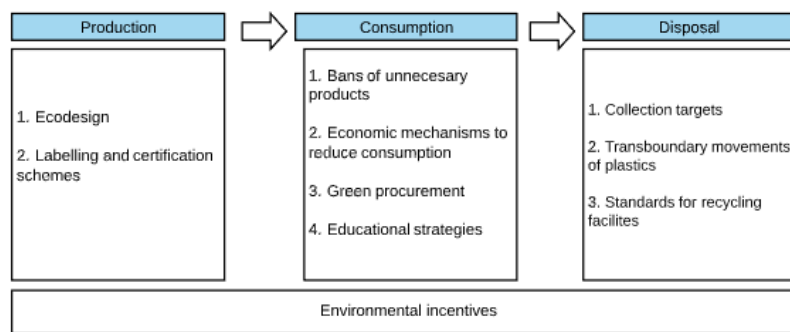 Production
Consumption
Disposal
1. Ecodesign
2. Labelling and certification
schemes
1. Bans of unnecesary
products
2. Economic mechanisms to
reduce consumption
3. Green procurement
4. Educational strategies
1. Collection targets
2. Transboundary movements
of plastics
3. Standards for recycling
facilites
Environmental incentives